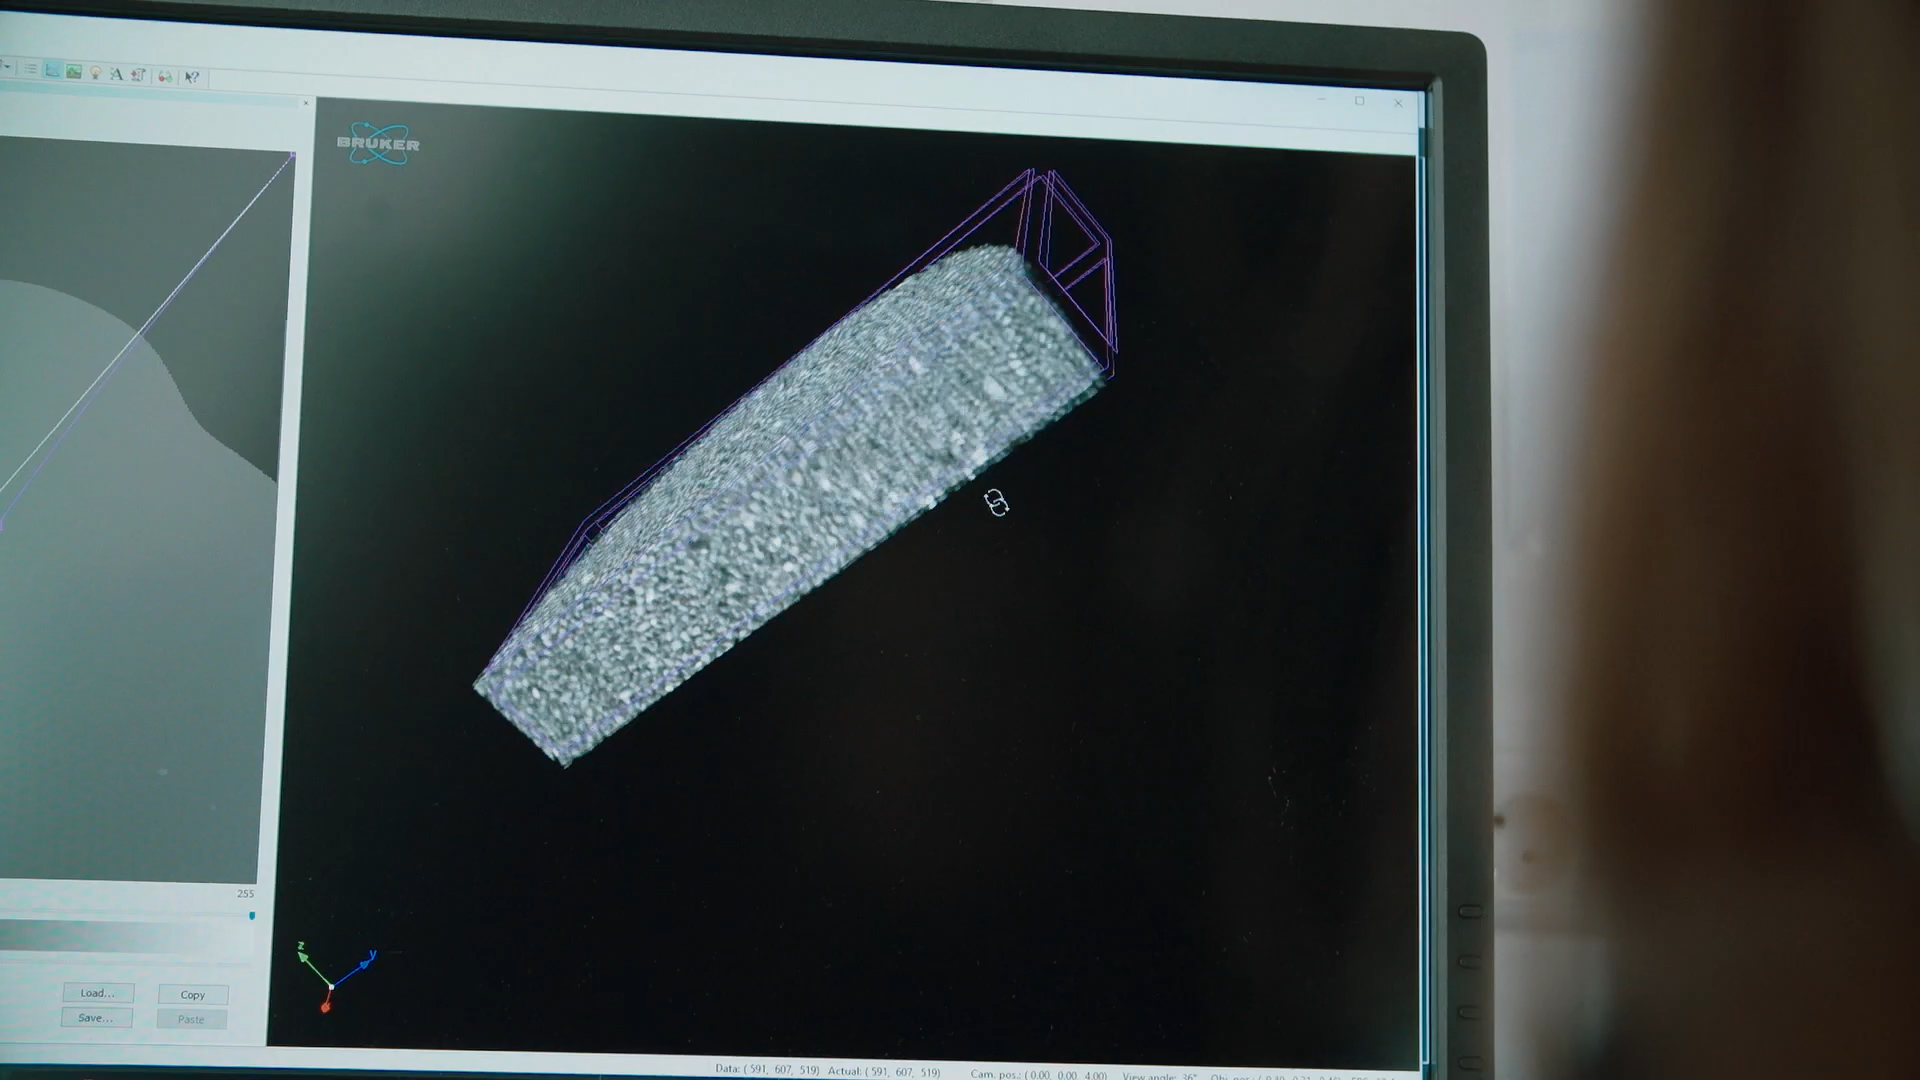 BRUKER
255
z
y
Load... Copy
Save... Paste
Data: ( 591, 607, 519) Actual: ( 591, 607, 519) Cam. pos.: ( 0.00, 0.00, 4.00) View angle: 36°